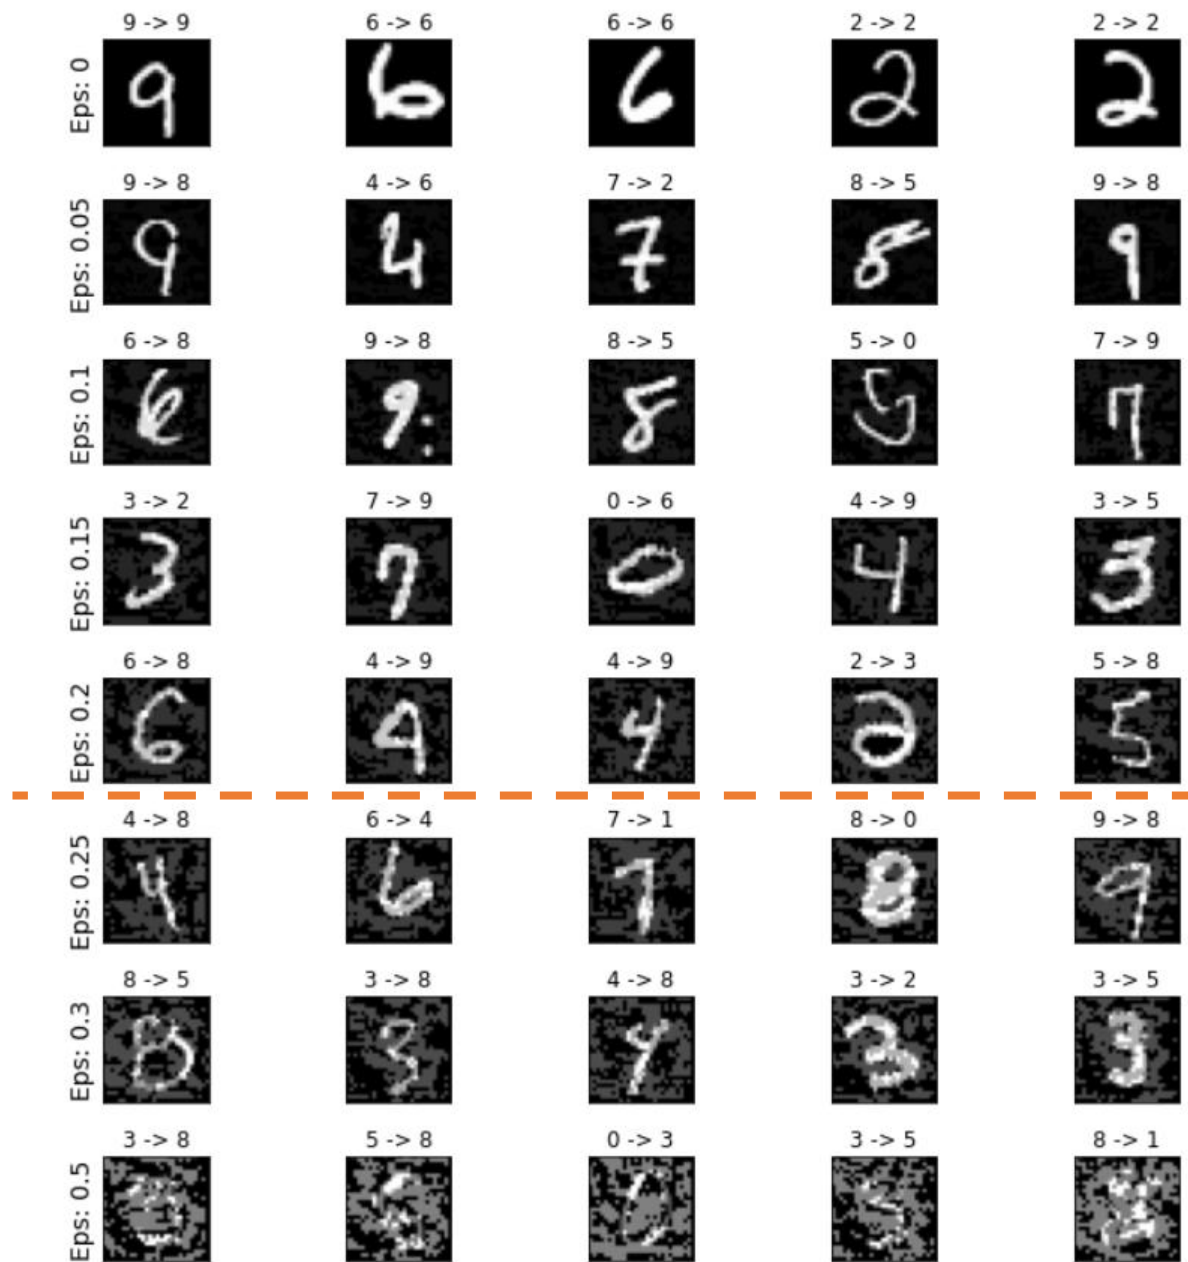 9 -> 9 6 -> 6 6 -> 6 2 -> 2 2 -> 2
Eps: 0
9 -> 8 4 -> 6 7 -> 2 8 -> 5 9 -> 8
Eps: 0.05
6 -> 8 9 -> 8 8 -> 5 5 -> 0 7 -> 9
Eps: 0.1
3 -> 2 7 -> 9 0 -> 6 4 -> 9 3 -> 5
Eps: 0.15
6 -> 8 4 -> 9 4 -> 9 2 -> 3 5 -> 8
Eps: 0.2
4 -> 8 6 -> 4 7 -> 1 8 -> 0 9 -> 8
Eps: 0.25
8 -> 5 3 -> 8 4 -> 8 3 -> 2 3 -> 5
Eps: 0.3
3 -> 8 5 -> 8 0 -> 3 3 -> 5 8 -> 1
Eps: 0.5